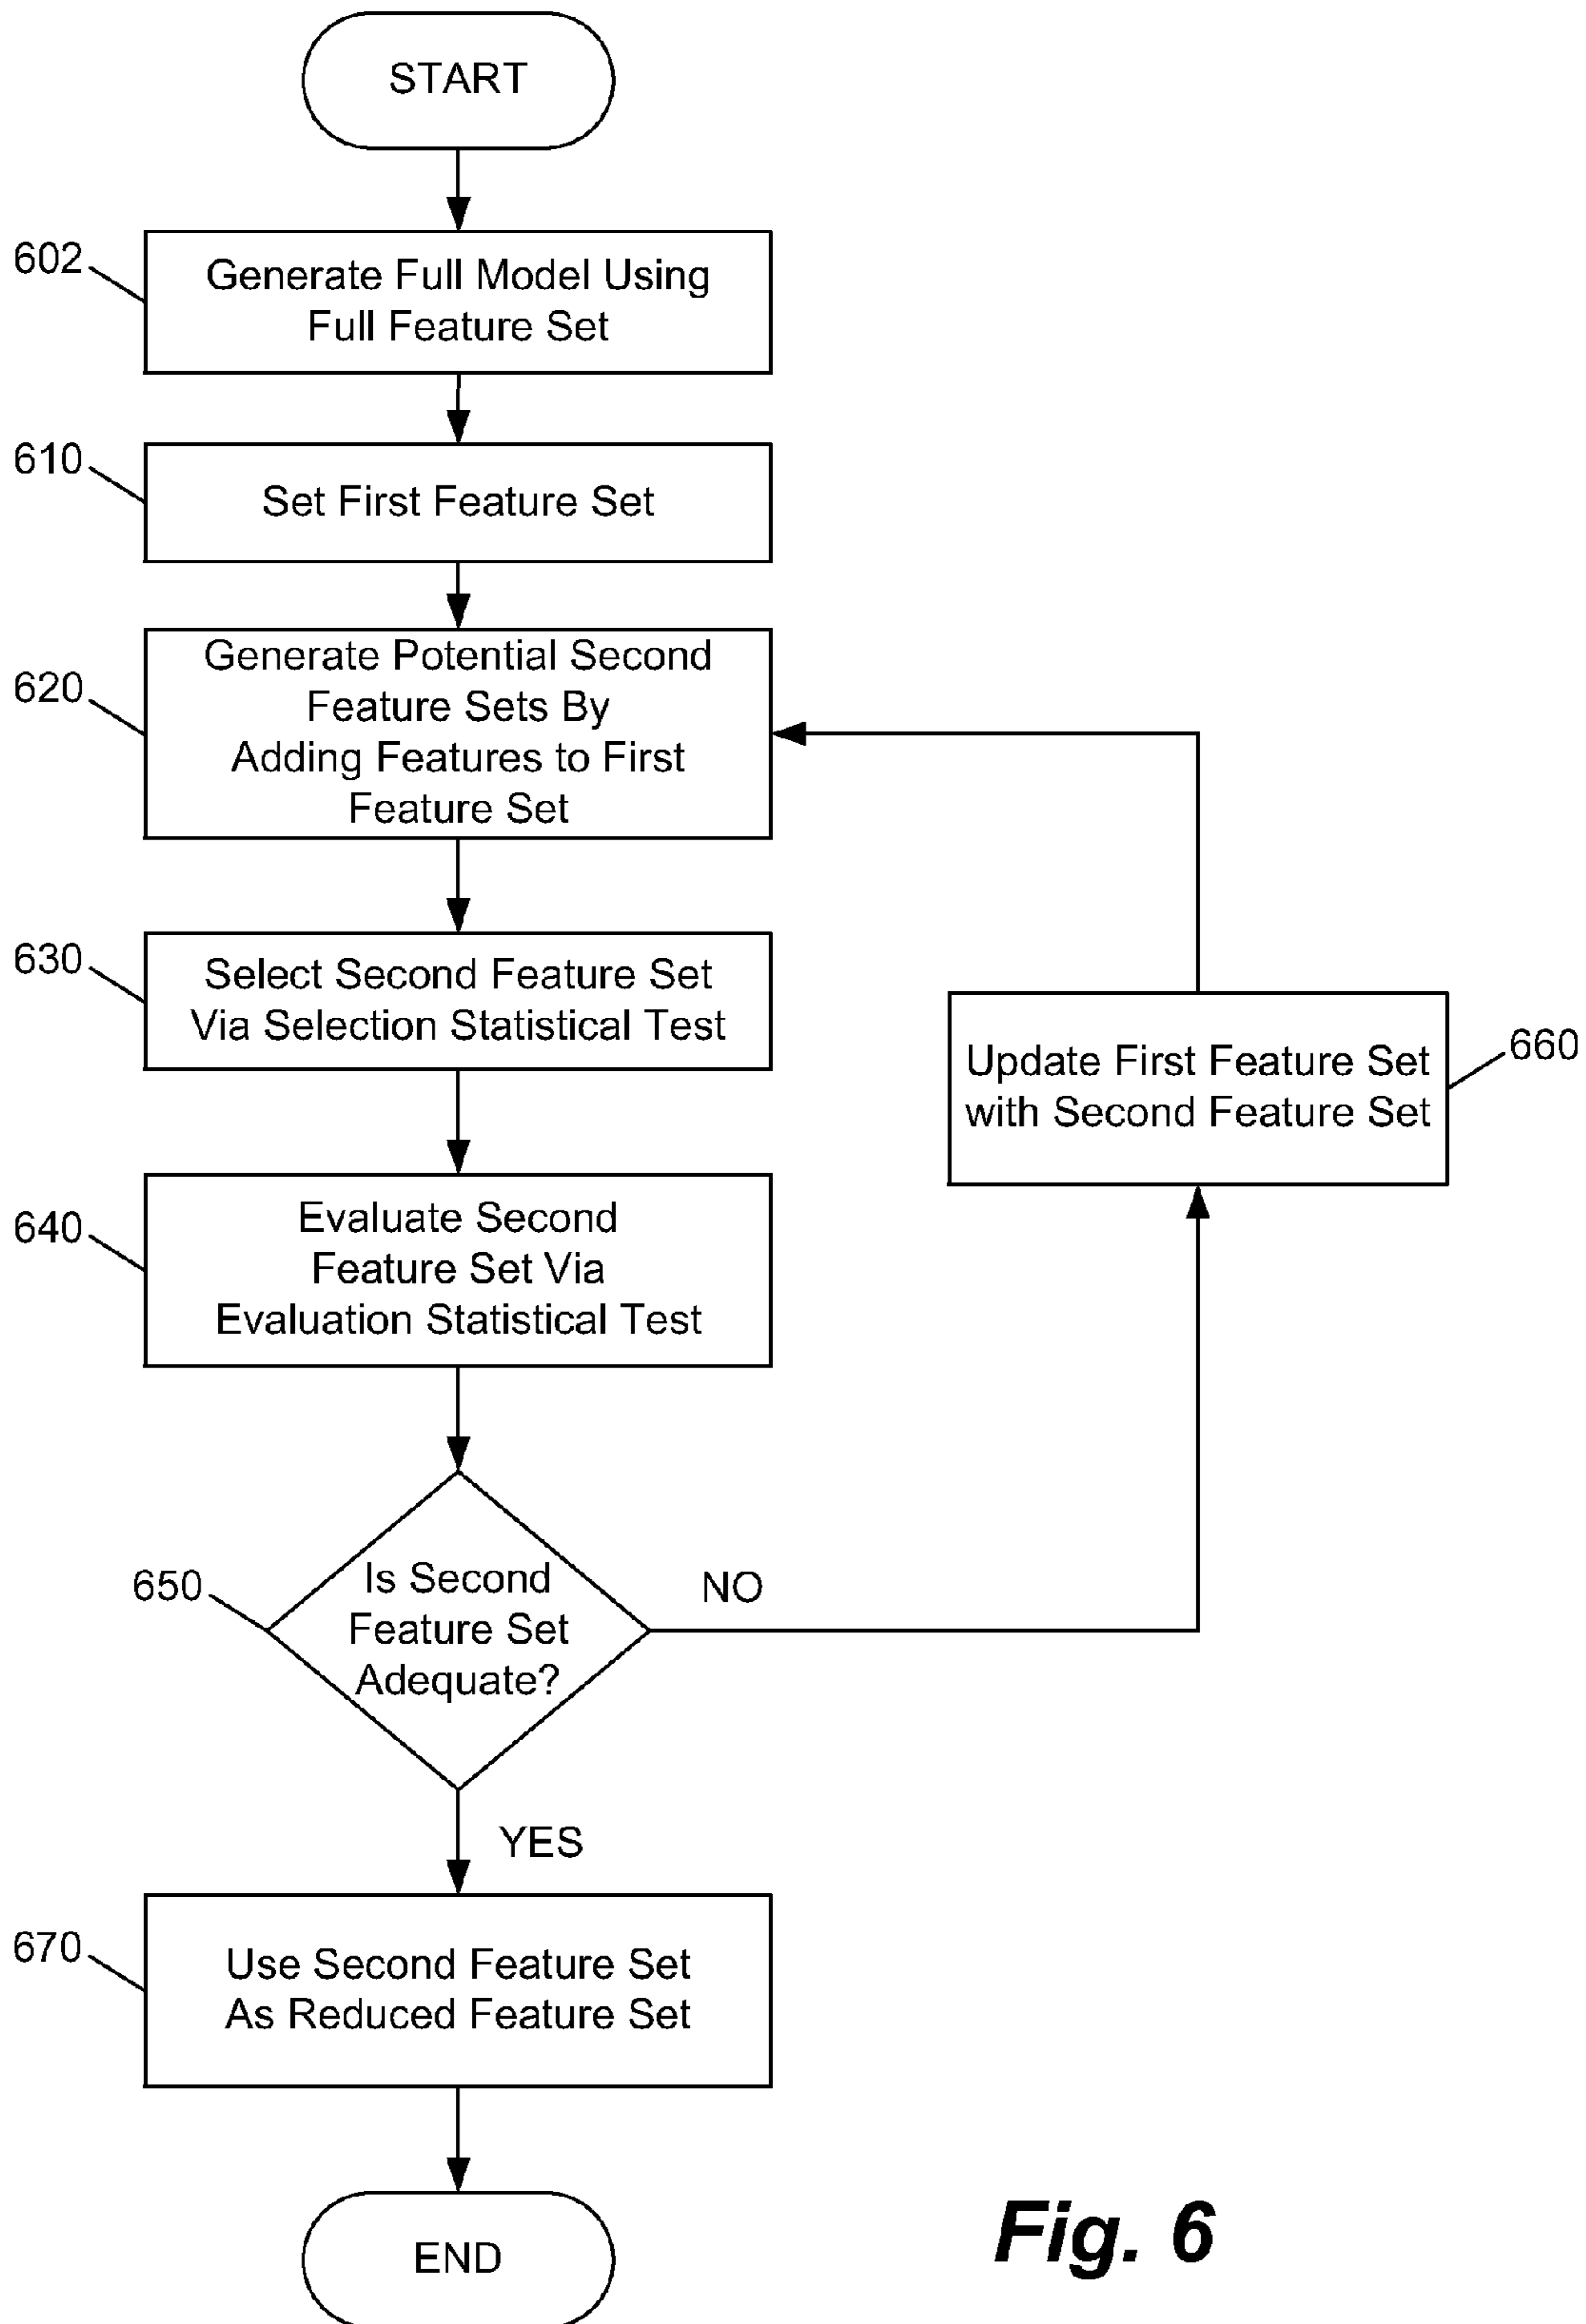 START
602
Generate Full Model Using
Full Feature Set
610
Set First Feature Set
620
Generate Potential Second
Feature Sets By
Adding Features to First
Feature Set
630
Select Second Feature Set
Via Selection Statistical Test
660
Update First Feature Set
with Second Feature Set
640
Evaluate Second
Feature Set Via
Evaluation Statistical Test
650
Is Second
Feature Set
Adequate?
NO
YES
670
Use Second Feature Set
As Reduced Feature Set
END
Fig. 6